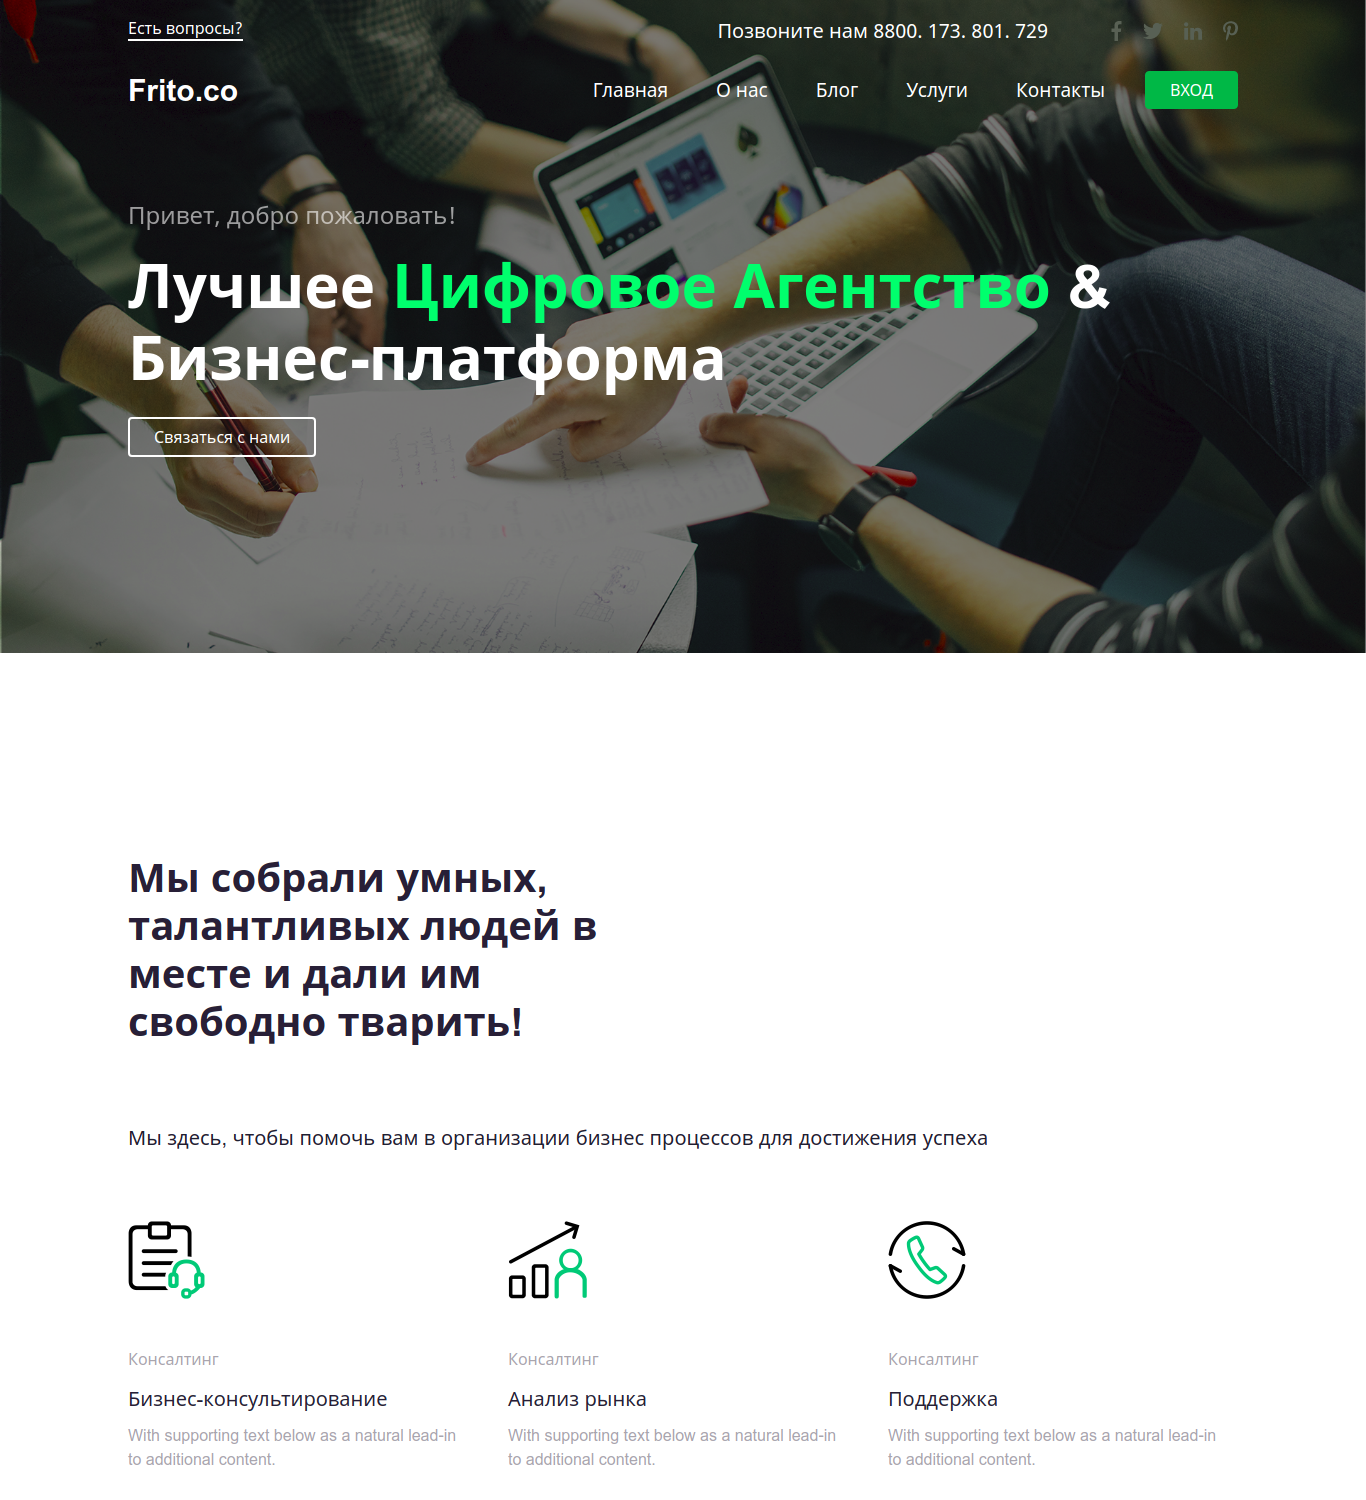 Есть вопросы?
Позвоните нам 8800. 173. 801. 729
Frito.co
Главная О нас Блог Услуги Контакты ВХОД
Привет, добро пожаловать!
Лучшее Цифровое Агентство &
Бизнес-платформа
Связаться с нами
Мы собрали умных,
талантливых людей в
месте и дали им
свободно тварить!
Мы здесь, чтобы помочь вам в организации бизнес процессов для достижения успеха
Консалтинг
Бизнес-консультирование
With supporting text below as a natural lead-in
to additional content.
Консалтинг
Анализ рынка
With supporting text below as a natural lead-in
to additional content.
Консалтинг
Поддержка
With supporting text below as a natural lead-in
to additional content.